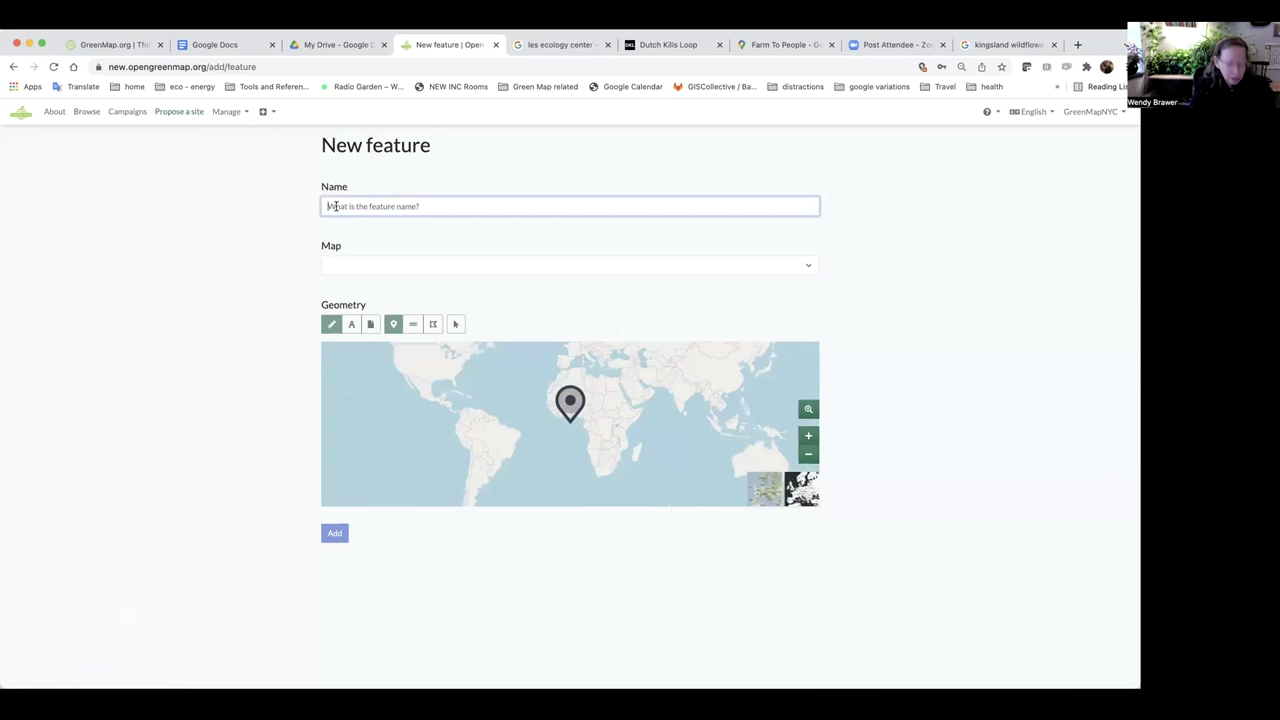 GreenMap.org | Thi
Google Docs
My Drive – Google D
New feature | Open
les ecology center -
DKL
Dutch Kills Loop
Farm To People - Go
Post Attendee - Zoo
kingsland wildflowe
new.opengreenmap.org/add/feature
Apps
Translate
home
eco - energy
Tools and Referen...
Radio Garden – W...
NEW INC Rooms
Green Map related
Google Calendar
GISCollective / Ba...
distractions
google variations
Travel
health
»
Reading List
Wendy Brawer
About
Browse
Campaigns
Propose a site
Manage
English
GreenMapNYC
New feature
Name
What is the feature name?
Map
Geometry
A
Add